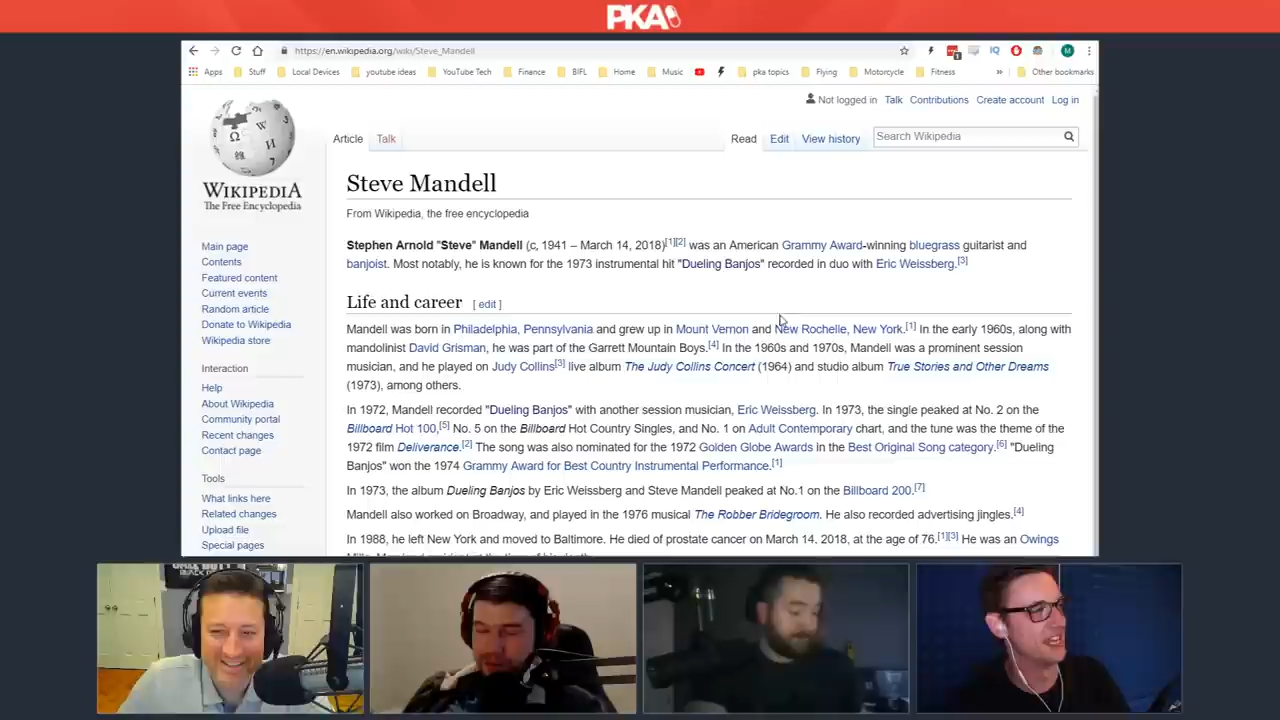 PKA
https://en.wikipedia.org/wiki/Steve_Mandell
Apps Stuff Local Devices youtube ideas YouTube Tech Finance BIFL Home Music pka topics Flying Motorcycle Fitness » Other bookmarks
Not logged in Talk Contributions Create account Log in
Article Talk Read Edit View history Search Wikipedia
WIKIPEDIA
The Free Encyclopedia
Main page
Contents
Featured content
Current events
Random article
Donate to Wikipedia
Wikipedia store
Interaction
Help
About Wikipedia
Community portal
Recent changes
Contact page
Tools
What links here
Related changes
Upload file
Special pages
Steve Mandell
From Wikipedia, the free encyclopedia
Stephen Arnold "Steve" Mandell (c. 1941 – March 14, 2018)[1][2] was an American Grammy Award-winning bluegrass guitarist and
banjoist. Most notably, he is known for the 1973 instrumental hit "Dueling Banjos" recorded in duo with Eric Weissberg.[3]
Life and career [ edit ]
Mandell was born in Philadelphia, Pennsylvania and grew up in Mount Vernon and New Rochelle, New York.[1] In the early 1960s, along with
mandolinist David Grisman, he was part of the Garrett Mountain Boys.[4] In the 1960s and 1970s, Mandell was a prominent session
musician, and he played on Judy Collins[3] live album The Judy Collins Concert (1964) and studio album True Stories and Other Dreams
(1973), among others.
In 1972, Mandell recorded "Dueling Banjos" with another session musician, Eric Weissberg. In 1973, the single peaked at No. 2 on the
Billboard Hot 100,[5] No. 5 on the Billboard Hot Country Singles, and No. 1 on Adult Contemporary chart, and the tune was the theme of the
1972 film Deliverance.[2] The song was also nominated for the 1972 Golden Globe Awards in the Best Original Song category.[6] "Dueling
Banjos" won the 1974 Grammy Award for Best Country Instrumental Performance.[1]
In 1973, the album Dueling Banjos by Eric Weissberg and Steve Mandell peaked at No.1 on the Billboard 200.[7]
Mandell also worked on Broadway, and played in the 1976 musical The Robber Bridegroom. He also recorded advertising jingles.[4]
In 1988, he left New York and moved to Baltimore. He died of prostate cancer on March 14, 2018, at the age of 76.[1][3] He was an Owings